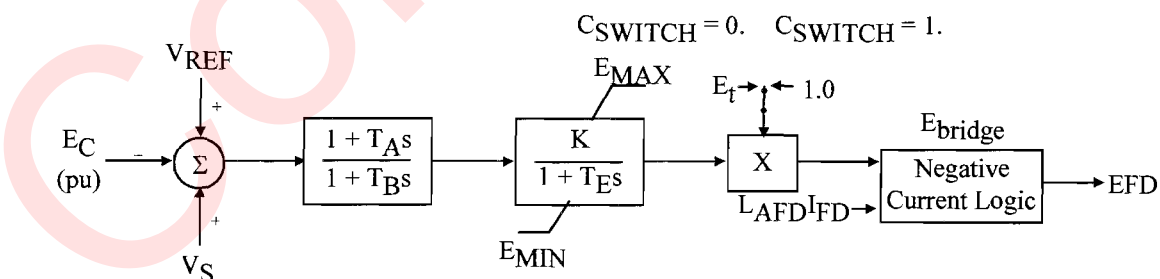 CSWITCH = 0. CSWITCH = 1.
VREF
+
EC
(pu)
−
Σ
+
VS
1 + TAs
1 + TBs
EMAX
K
1 + TEs
EMIN
Et
1.0
X
LAFDIFD
Ebridge
Negative
Current Logic
EFD